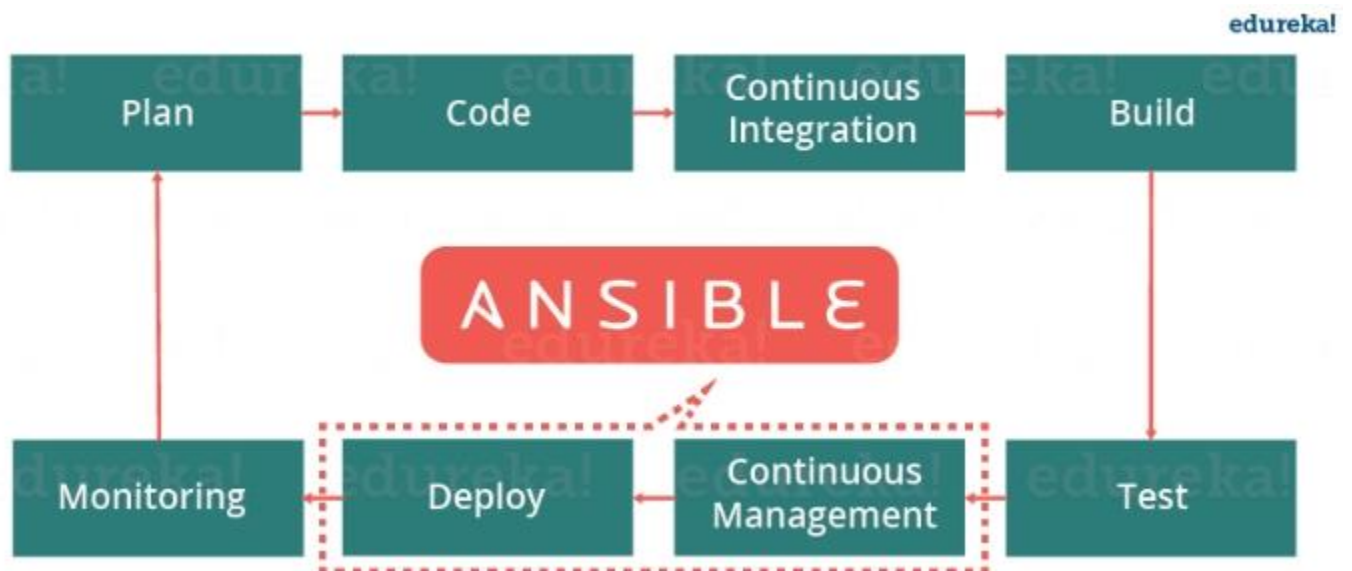 edureka!
Plan
Code
Continuous
Integration
Build
ANSIBLE
Monitoring
Deploy
Continuous
Management
Test